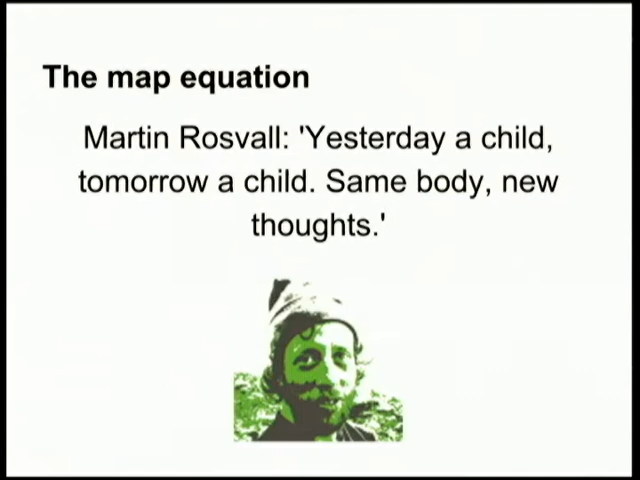 The map equation
Martin Rosvall: 'Yesterday a child,
tomorrow a child. Same body, new
thoughts.'